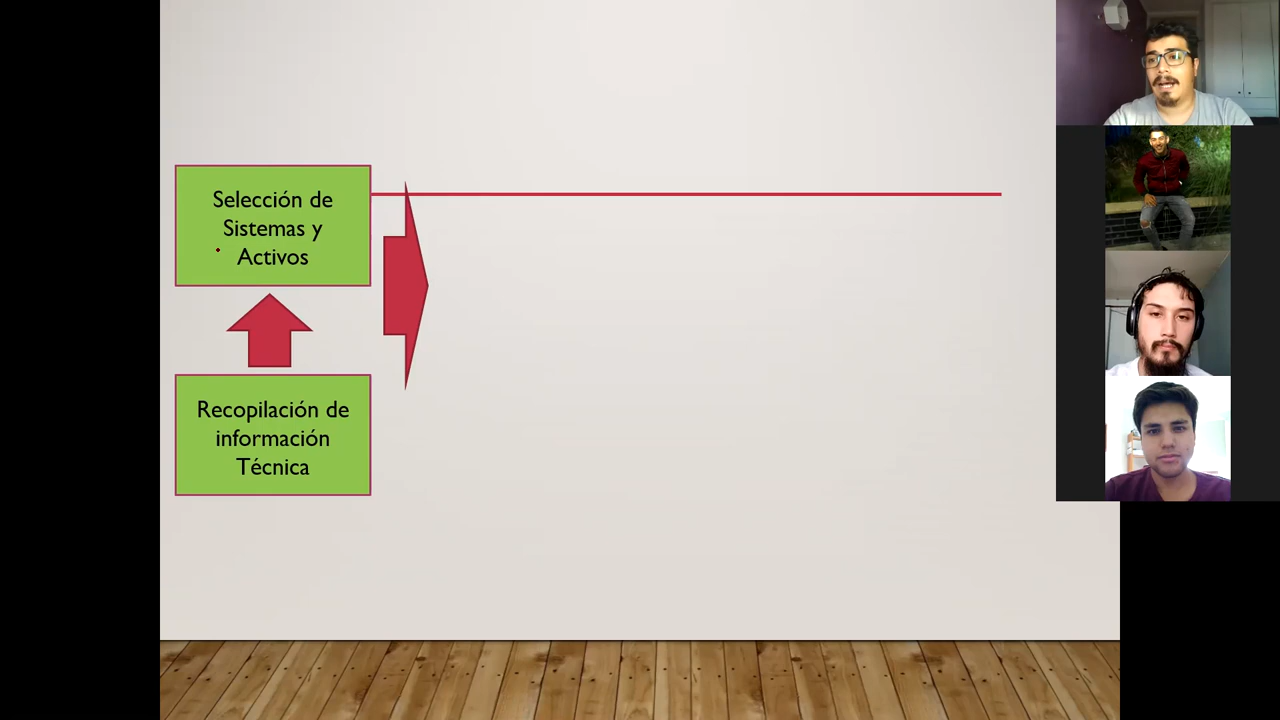 Selección de
Sistemas y
Activos
Recopilación de
información
Técnica